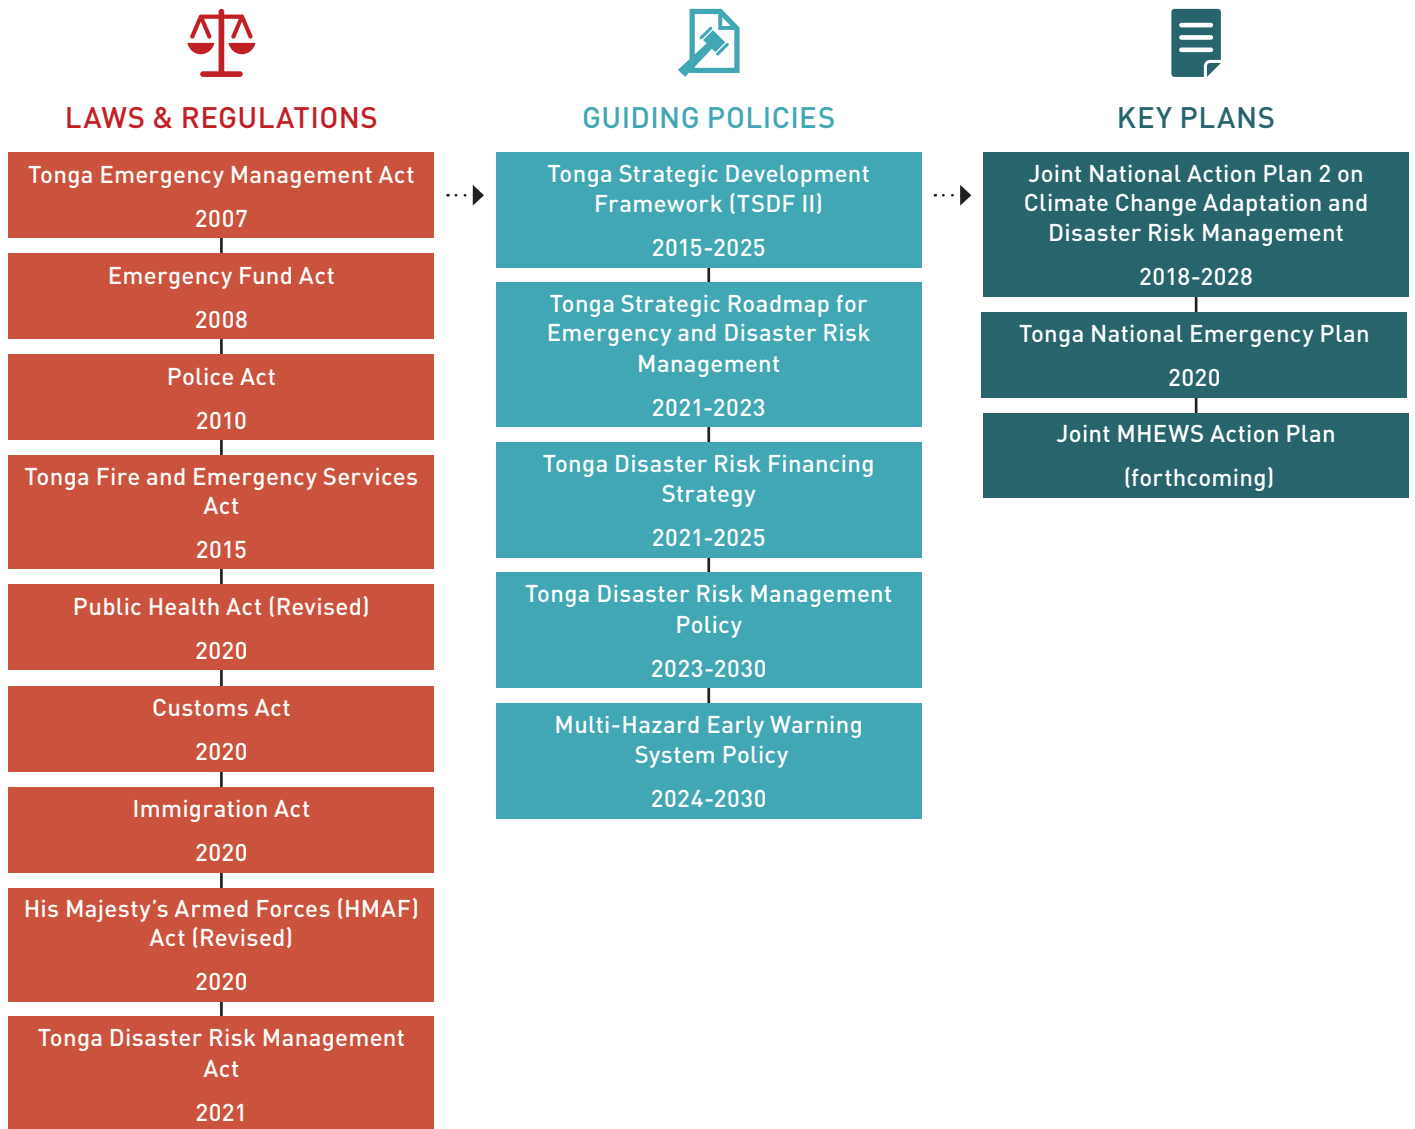 LAWS & REGULATIONS
Tonga Emergency Management Act
2007
Emergency Fund Act
2008
Police Act
2010
Tonga Fire and Emergency Services
Act
2015
Public Health Act (Revised)
2020
Customs Act
2020
Immigration Act
2020
His Majesty’s Armed Forces (HMAF)
Act (Revised)
2020
Tonga Disaster Risk Management
Act
2021
GUIDING POLICIES
Tonga Strategic Development
Framework (TSDF II)
2015-2025
Tonga Strategic Roadmap for
Emergency and Disaster Risk
Management
2021-2023
Tonga Disaster Risk Financing
Strategy
2021-2025
Tonga Disaster Risk Management
Policy
2023-2030
Multi-Hazard Early Warning
System Policy
2024-2030
KEY PLANS
Joint National Action Plan 2 on
Climate Change Adaptation and
Disaster Risk Management
2018-2028
Tonga National Emergency Plan
2020
Joint MHEWS Action Plan
(forthcoming)